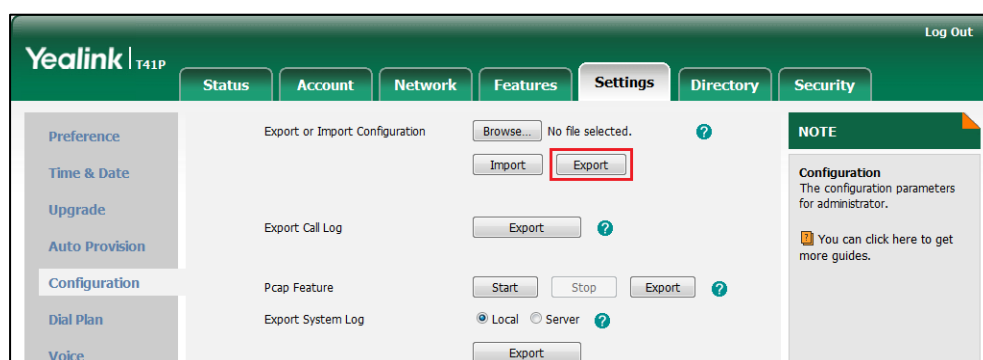 Log Out
Yealink | T41P
Status Account Network Features Settings Directory Security
Preference
Time & Date
Upgrade
Auto Provision
Configuration
Dial Plan
Voice
Export or Import Configuration Browse... No file selected. ?
Import Export
Export Call Log Export ?
Pcap Feature Start Stop Export ?
Export System Log Local Server ?
Export
NOTE
Configuration
The configuration parameters
for administrator.
? You can click here to get
more guides.